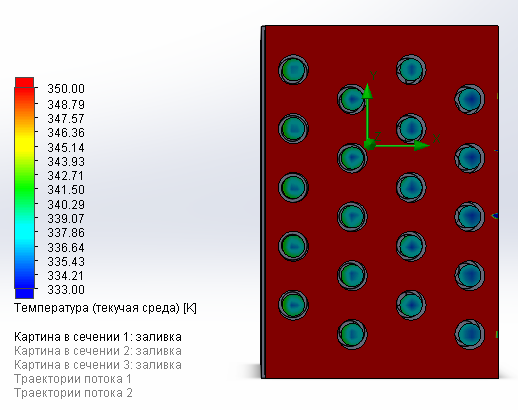 350.00
348.79
347.57
346.36
345.14
343.93
342.71
341.50
340.29
339.07
337.86
336.64
335.43
334.21
333.00
Температура (текучая среда) [K]
Картина в сечении 1: заливка
Картина в сечении 2: заливка
Картина в сечении 3: заливка
Траектории потока 1
Траектории потока 2